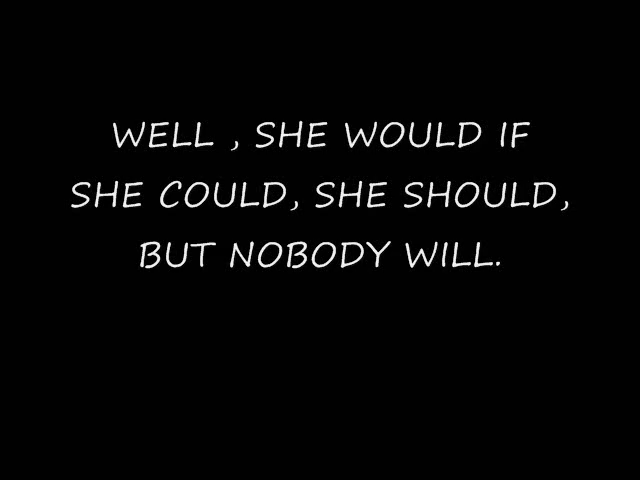 WELL , SHE WOULD IF
SHE COULD, SHE SHOULD,
BUT NOBODY WILL.